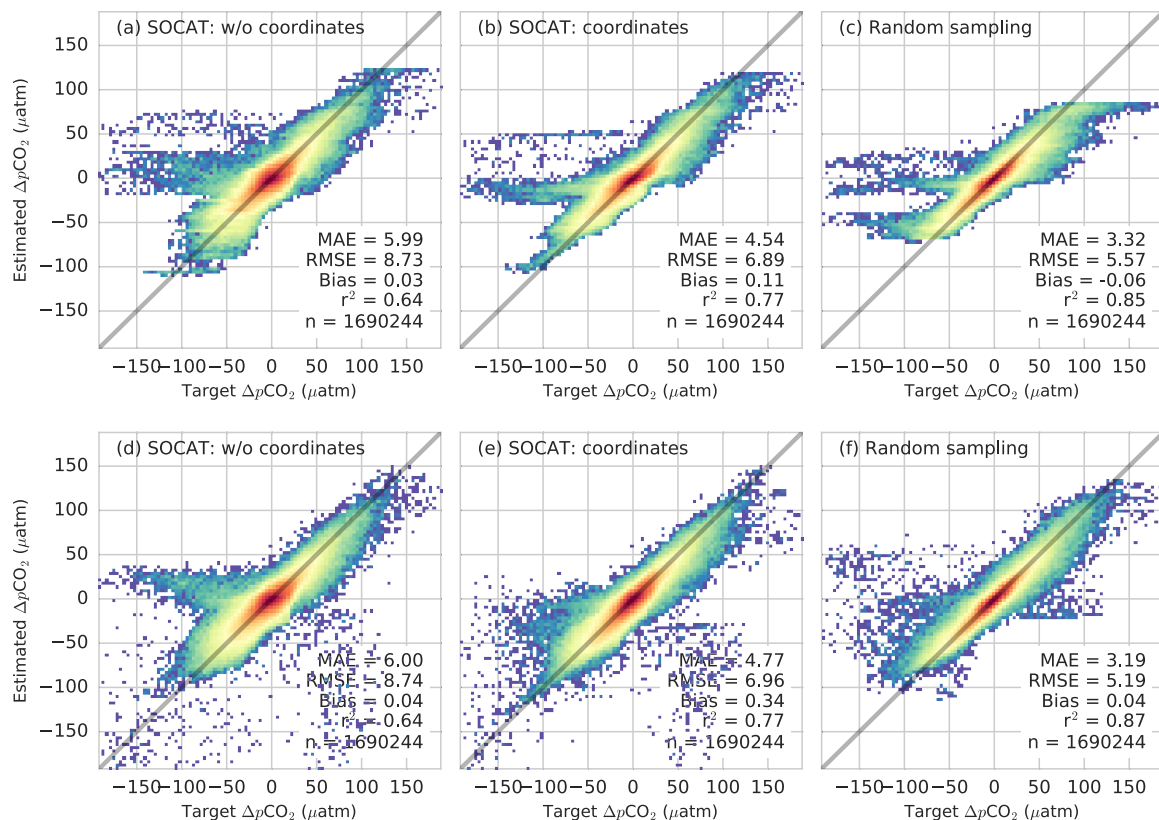 (a) SOCAT: w/o coordinates
(b) SOCAT: coordinates
(c) Random sampling
150
100
50
0
−50
−100
−150
Estimated ΔpCO₂ (μatm)
MAE = 5.99
RMSE = 8.73
Bias = 0.03
r² = 0.64
n = 1690244
MAE = 4.54
RMSE = 6.89
Bias = 0.11
r² = 0.77
n = 1690244
MAE = 3.32
RMSE = 5.57
Bias = -0.06
r² = 0.85
n = 1690244
−150 −100 −50 0 50 100 150
−150 −100 −50 0 50 100 150
−150 −100 −50 0 50 100 150
Target ΔpCO₂ (μatm)
Target ΔpCO₂ (μatm)
Target ΔpCO₂ (μatm)
(d) SOCAT: w/o coordinates
(e) SOCAT: coordinates
(f) Random sampling
150
100
50
0
−50
−100
−150
Estimated ΔpCO₂ (μatm)
MAE = 6.00
RMSE = 8.74
Bias = 0.04
r² = 0.64
n = 1690244
MAE = 4.77
RMSE = 6.96
Bias = 0.34
r² = 0.77
n = 1690244
MAE = 3.19
RMSE = 5.19
Bias = 0.04
r² = 0.87
n = 1690244
−150 −100 −50 0 50 100 150
−150 −100 −50 0 50 100 150
−150 −100 −50 0 50 100 150
Target ΔpCO₂ (μatm)
Target ΔpCO₂ (μatm)
Target ΔpCO₂ (μatm)